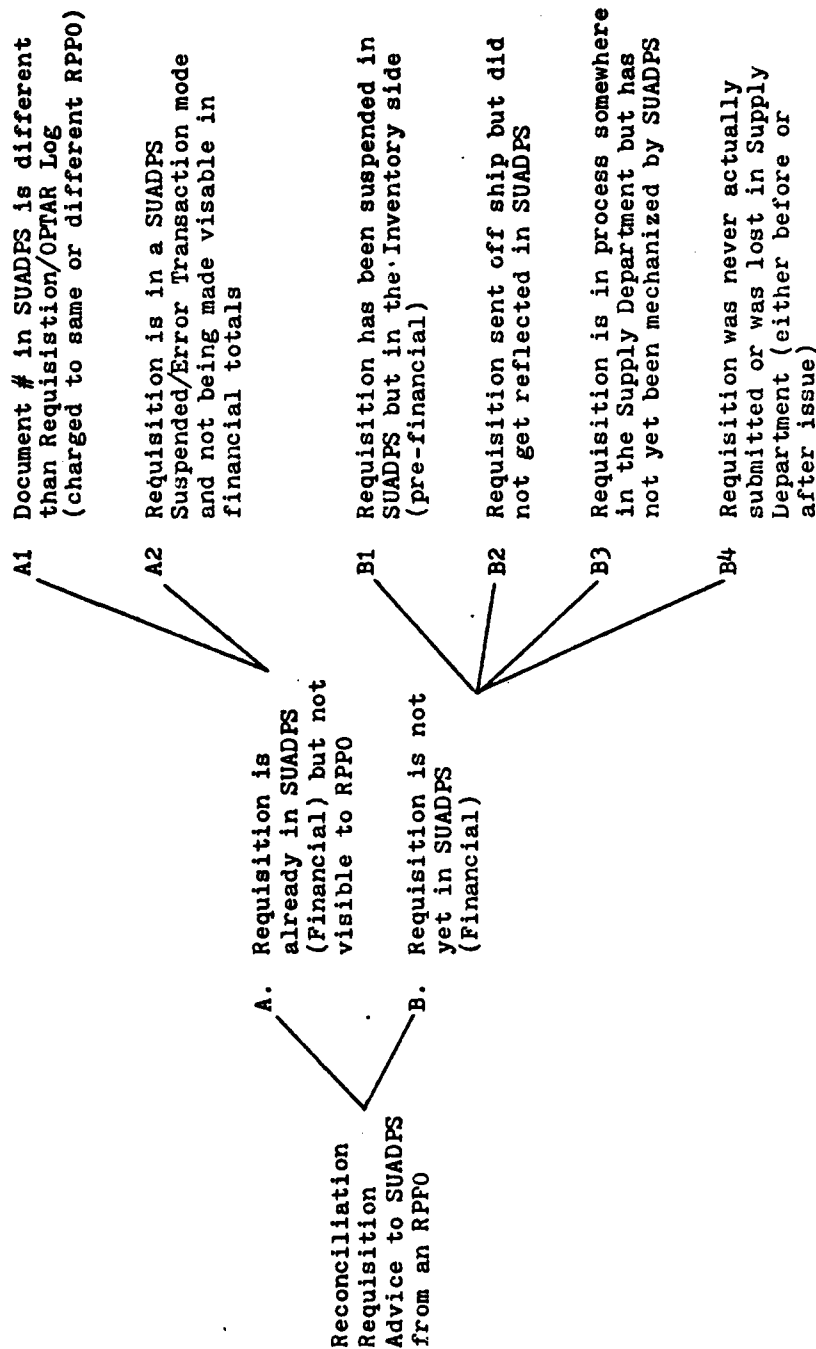 Reconciliation
Requisition
Advice to SUADPS
from an RPPO
A. Requisition is
already in SUADPS
(Financial) but not
visible to RPPO
B. Requisition is not
yet in SUADPS
(Financial)
A1 Document # in SUADPS is different
than Requisistion/OPTAR Log
(charged to same or different RPPO)
A2 Requisition is in a SUADPS
Suspended/Error Transaction mode
and not being made visable in
financial totals
B1 Requisition has been suspended in
SUADPS but in the Inventory side
(pre-financial)
B2 Requisition sent off ship but did
not get reflected in SUADPS
B3 Requisition is in process somewhere
in the Supply Department but has
not yet been mechanized by SUADPS
B4 Requisition was never actually
submitted or was lost in Supply
Department (either before or
after issue)